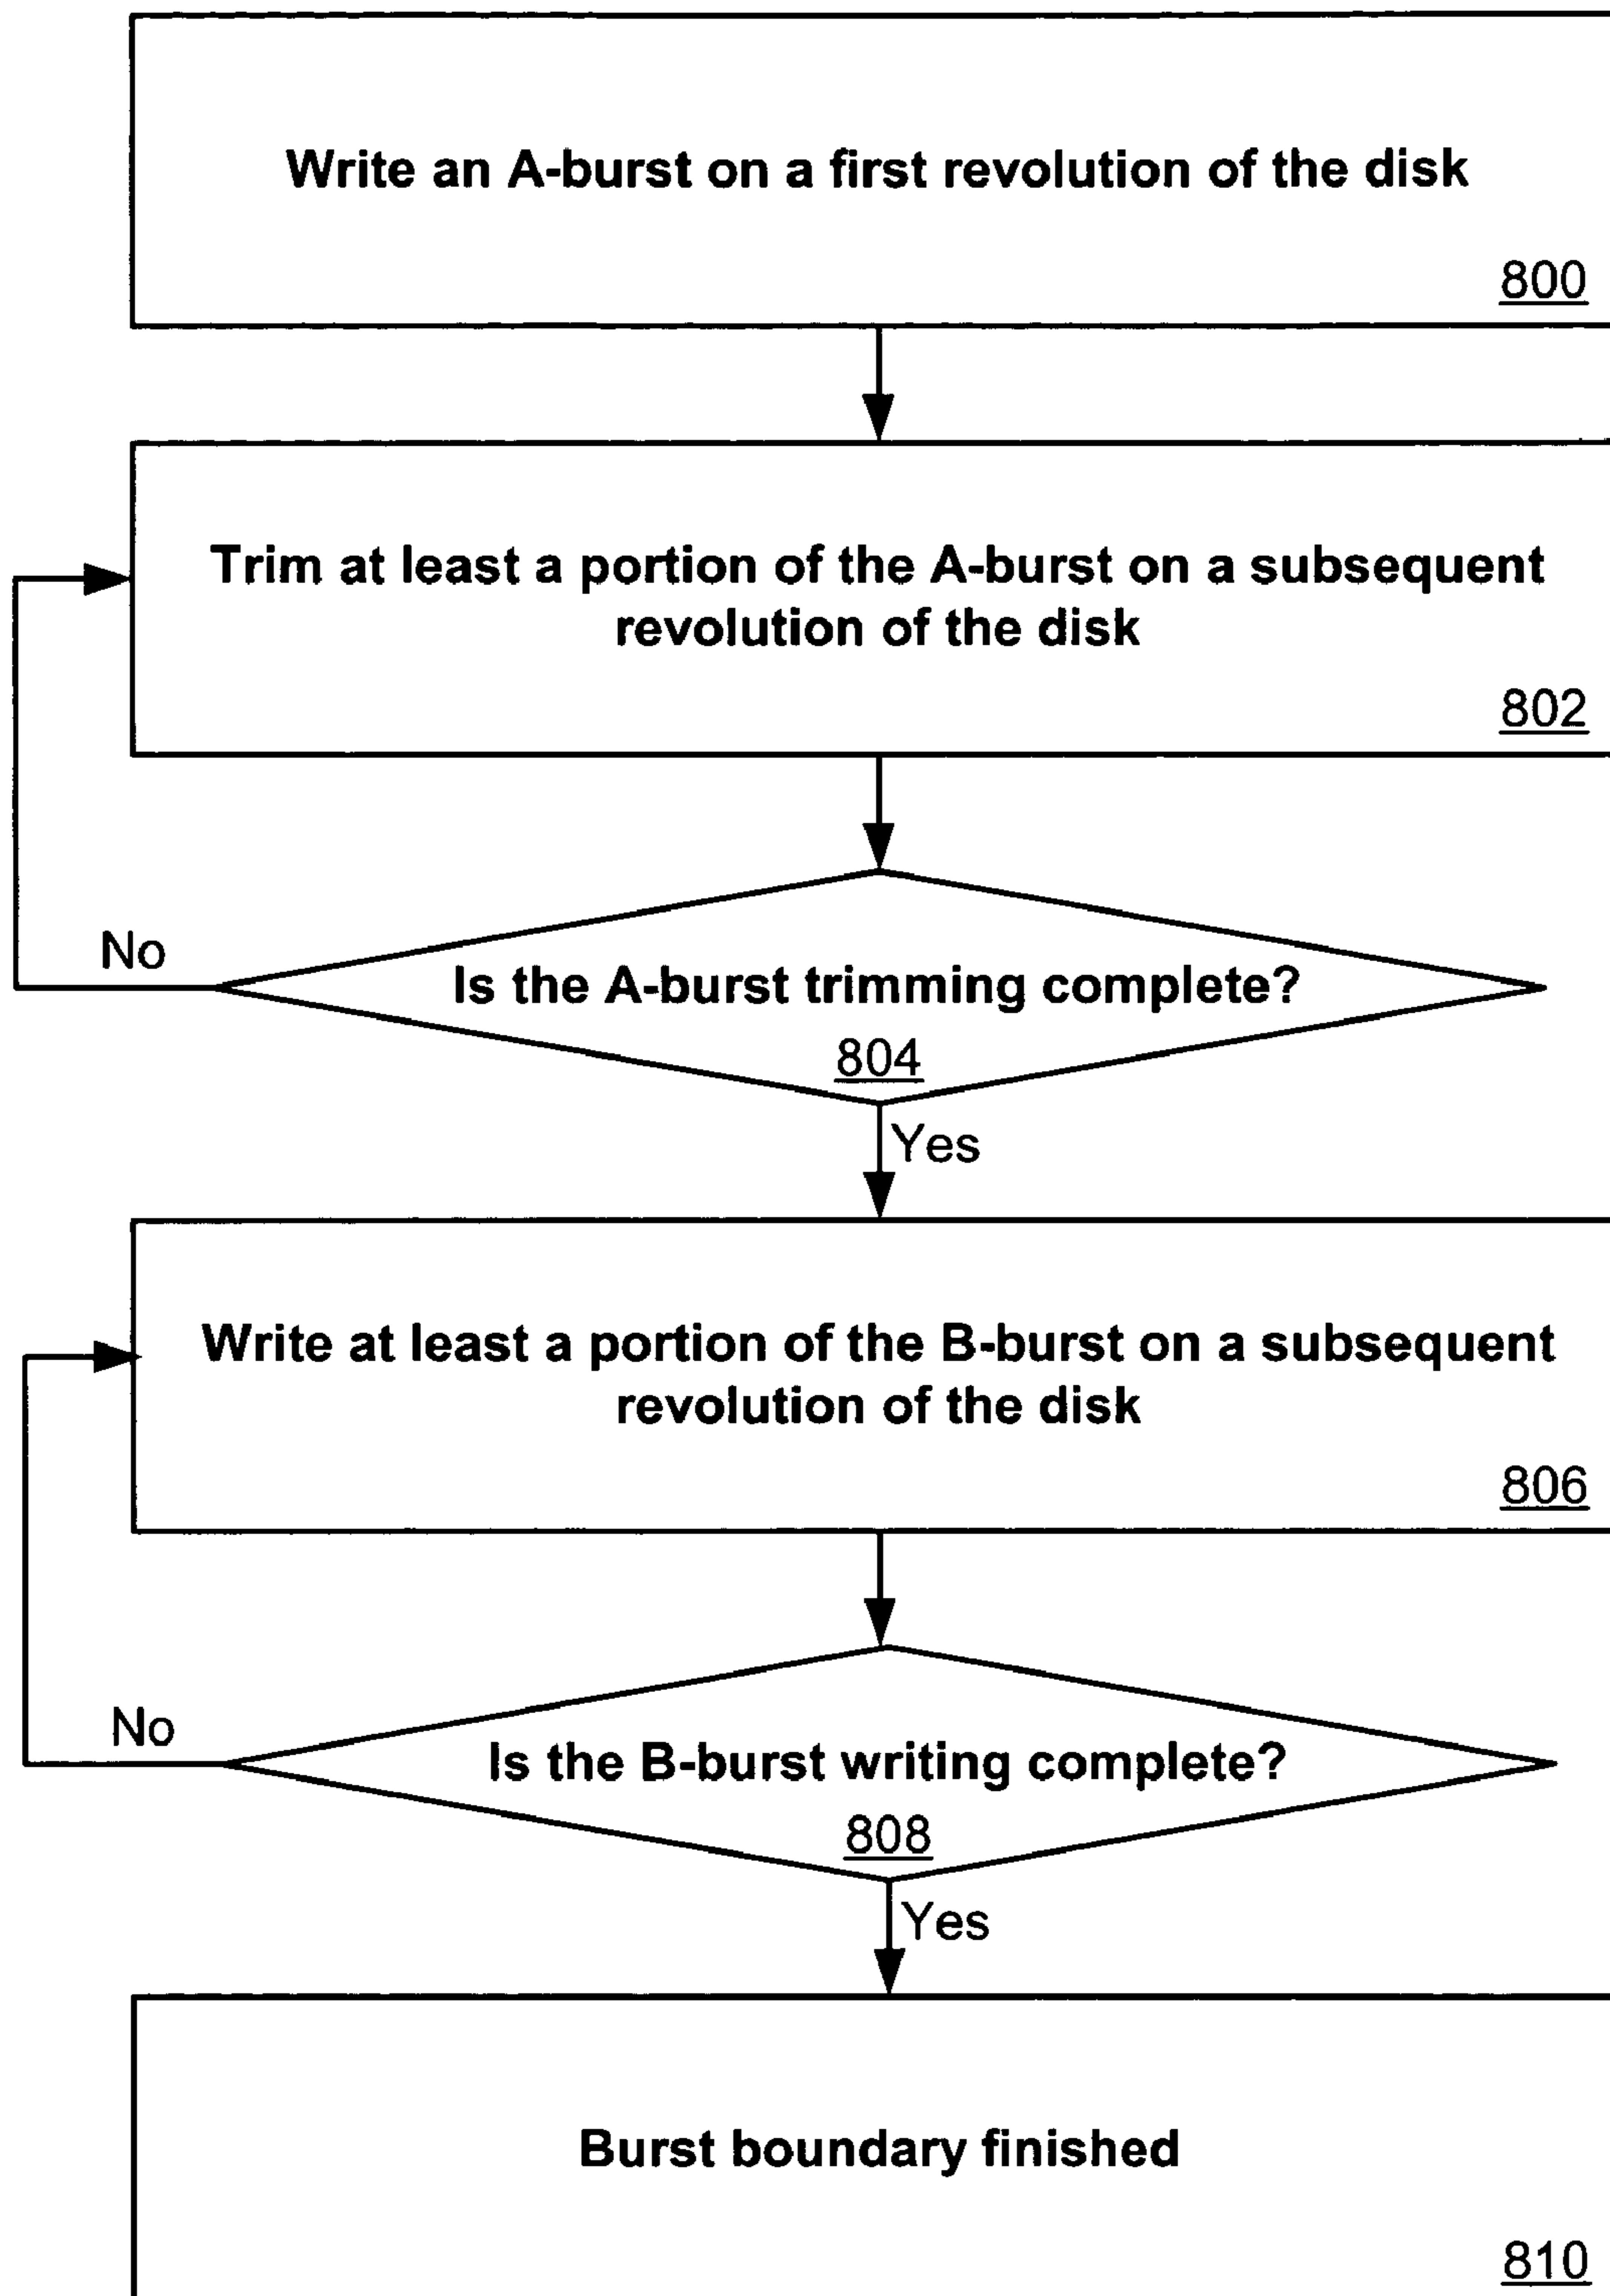 Write an A-burst on a first revolution of the disk
800
Trim at least a portion of the A-burst on a subsequent
revolution of the disk
802
No
Is the A-burst trimming complete?
804
Yes
Write at least a portion of the B-burst on a subsequent
revolution of the disk
806
No
Is the B-burst writing complete?
808
Yes
Burst boundary finished
810